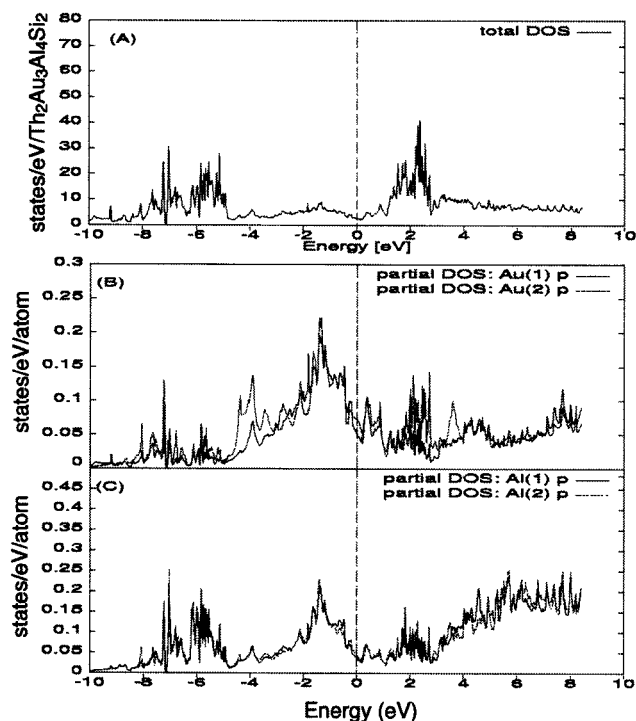 (A)
total DOS
states/eV/Th₂Au₃Al₄Si₂
80
70
60
50
40
30
20
10
0
-10 -8 -6 -4 -2 0 2 4 6 8 10
Energy [eV]
(B)
partial DOS: Au(1) p
partial DOS: Au(2) p
states/eV/atom
0.3
0.25
0.2
0.15
0.1
0.05
0
(C)
partial DOS: Al(1) p
partial DOS: Al(2) p
states/eV/atom
0.45
0.4
0.35
0.3
0.25
0.2
0.15
0.1
0.05
0
-10 -8 -6 -4 -2 0 2 4 6 8 10
Energy (eV)